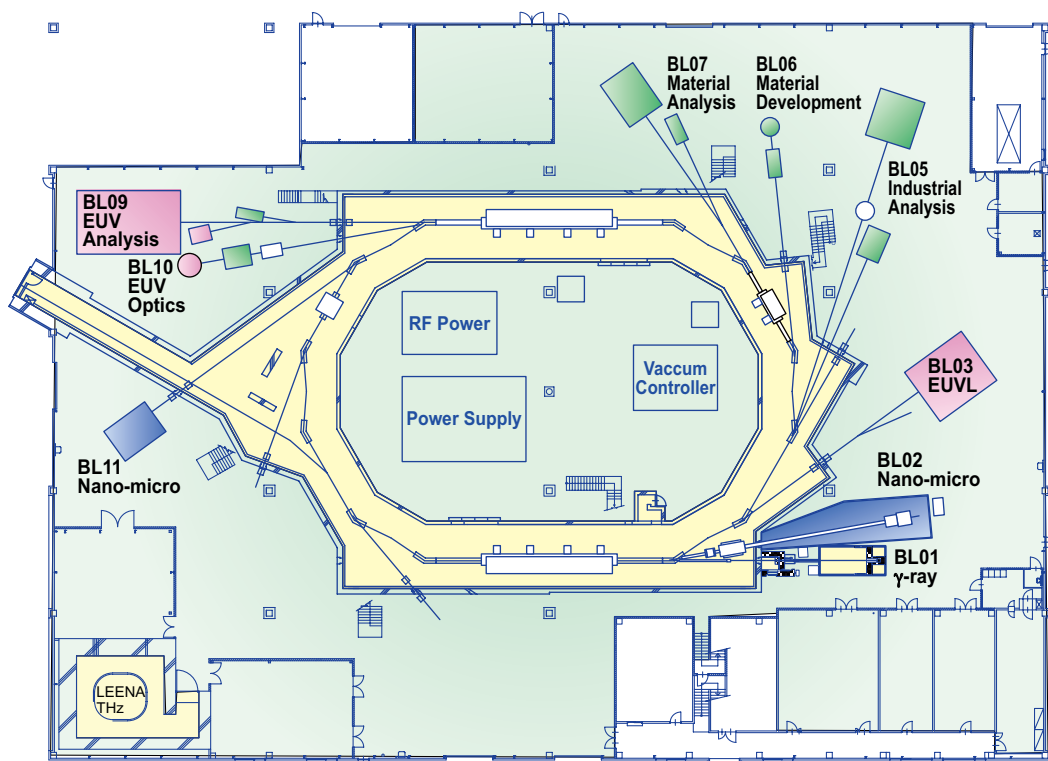 BL07
Material
Analysis
BL06
Material
Development
BL05
Industrial
Analysis
BL09
EUV
Analysis
BL10
EUV
Optics
RF Power
Vaccum
Controller
Power Supply
BL03
EUVL
BL11
Nano-micro
BL02
Nano-micro
BL01
γ-ray
LEENA
THz